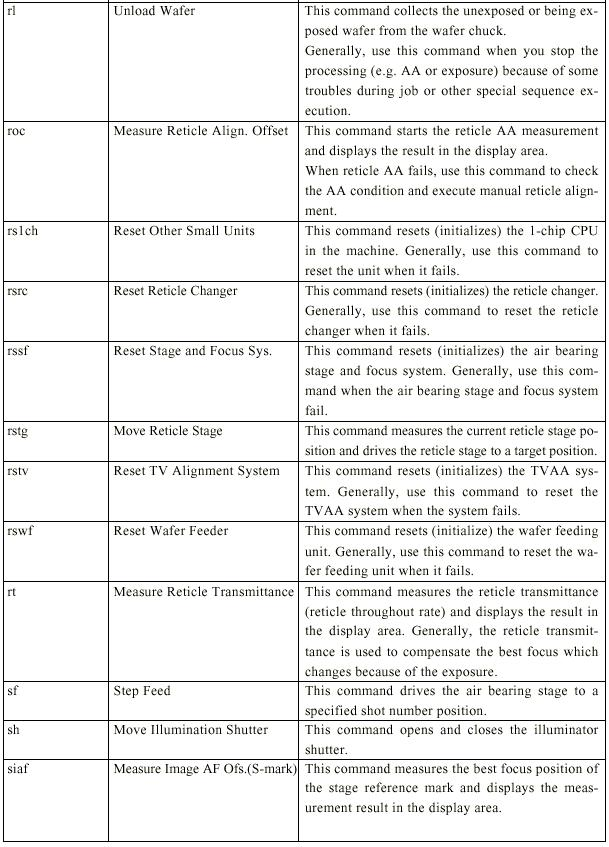 rl Unload Wafer This command collects the unexposed or being ex-
posed wafer from the wafer chuck.
Generally, use this command when you stop the
processing (e.g. AA or exposure) because of some
troubles during job or other special sequence ex-
ecution.
roc Measure Reticle Align. Offset This command starts the reticle AA measurement
and displays the result in the display area.
When reticle AA fails, use this command to check
the AA condition and execute manual reticle align-
ment.
rs1ch Reset Other Small Units This command resets (initializes) the 1-chip CPU
in the machine. Generally, use this command to
reset the unit when it fails.
rsrc Reset Reticle Changer This command resets (initializes) the reticle changer.
Generally, use this command to reset the reticle
changer when it fails.
rssf Reset Stage and Focus Sys. This command resets (initializes) the air bearing
stage and focus system. Generally, use this com-
mand when the air bearing stage and focus system
fail.
rstg Move Reticle Stage This command measures the current reticle stage po-
sition and drives the reticle stage to a target position.
rstv Reset TV Alignment System This command resets (initializes) the TVAA sys-
tem. Generally, use this command to reset the
TVAA system when the system fails.
rswf Reset Wafer Feeder This command resets (initialize) the wafer feeding
unit. Generally, use this command to reset the wa-
fer feeding unit when it fails.
rt Measure Reticle Transmittance This command measures the reticle transmittance
(reticle throughout rate) and displays the result in
the display area. Generally, the reticle transmit-
tance is used to compensate the best focus which
changes because of the exposure.
sf Step Feed This command drives the air bearing stage to a
specified shot number position.
sh Move Illumination Shutter This command opens and closes the illuminator
shutter.
siaf Measure Image AF Ofs.(S-mark) This command measures the best focus position of
the stage reference mark and displays the meas-
urement result in the display area.